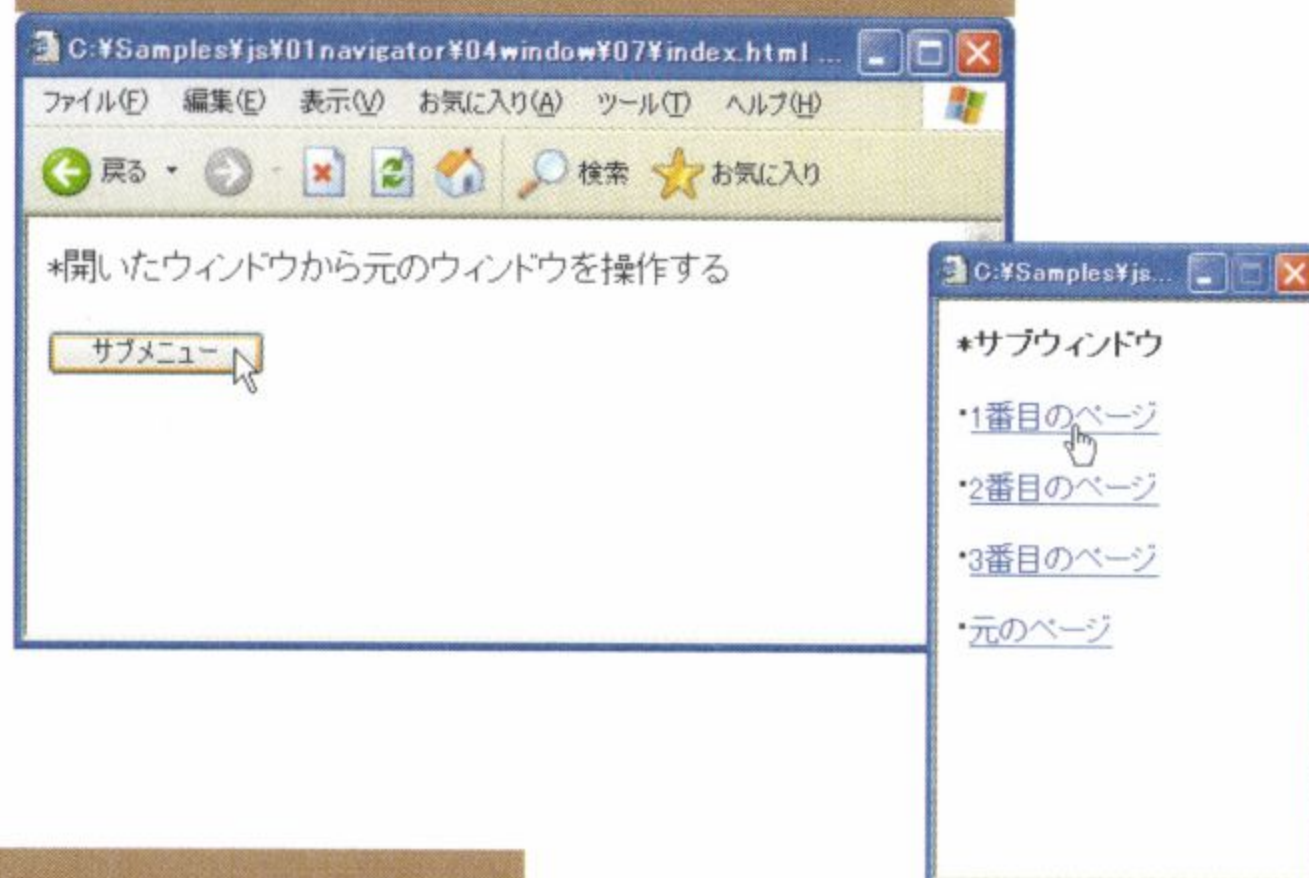 C:¥Samples¥js¥01navigator¥04window¥07¥index.html ...
ファイル(F) 編集(E) 表示(V) お気に入り(A) ツール(T) ヘルプ(H)
戻る 検索 お気に入り
*開いたウィンドウから元のウィンドウを操作する
サブメニュー
C:¥Samples¥js...
*サブウィンドウ
・1番目のページ
・2番目のページ
・3番目のページ
・元のページ